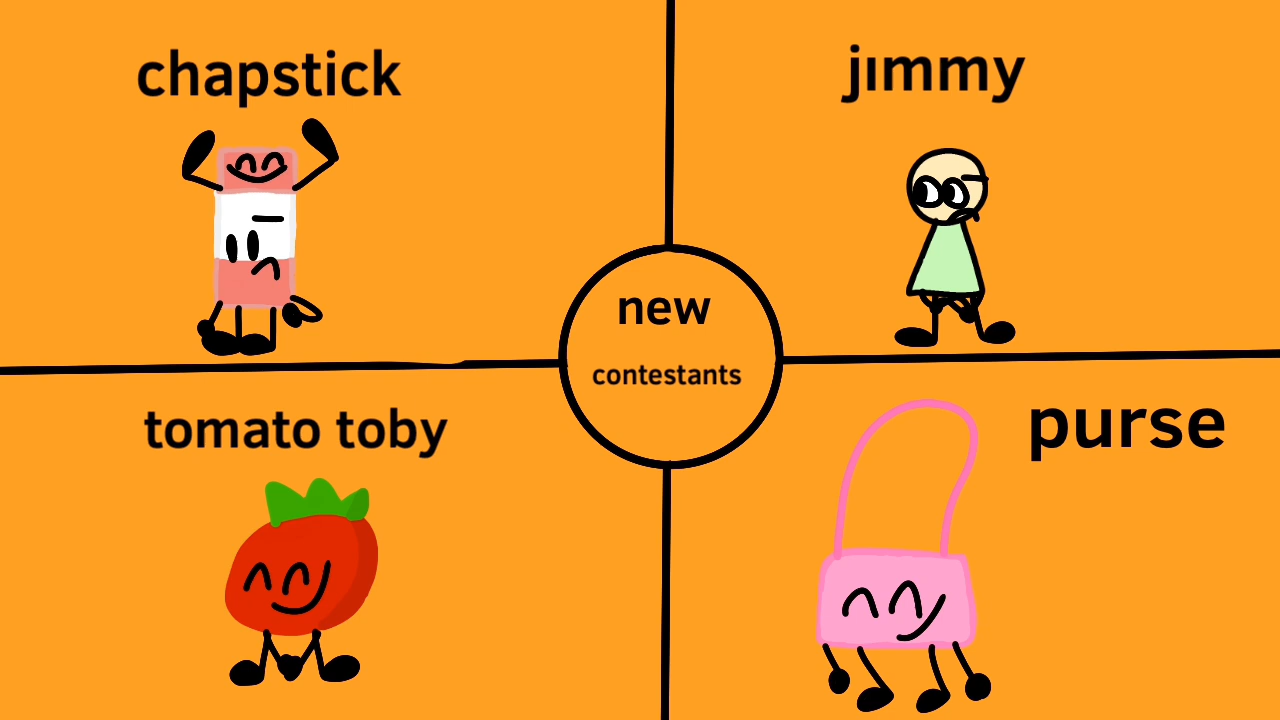 chapstick
jımmy
new
contestants
tomato toby
purse